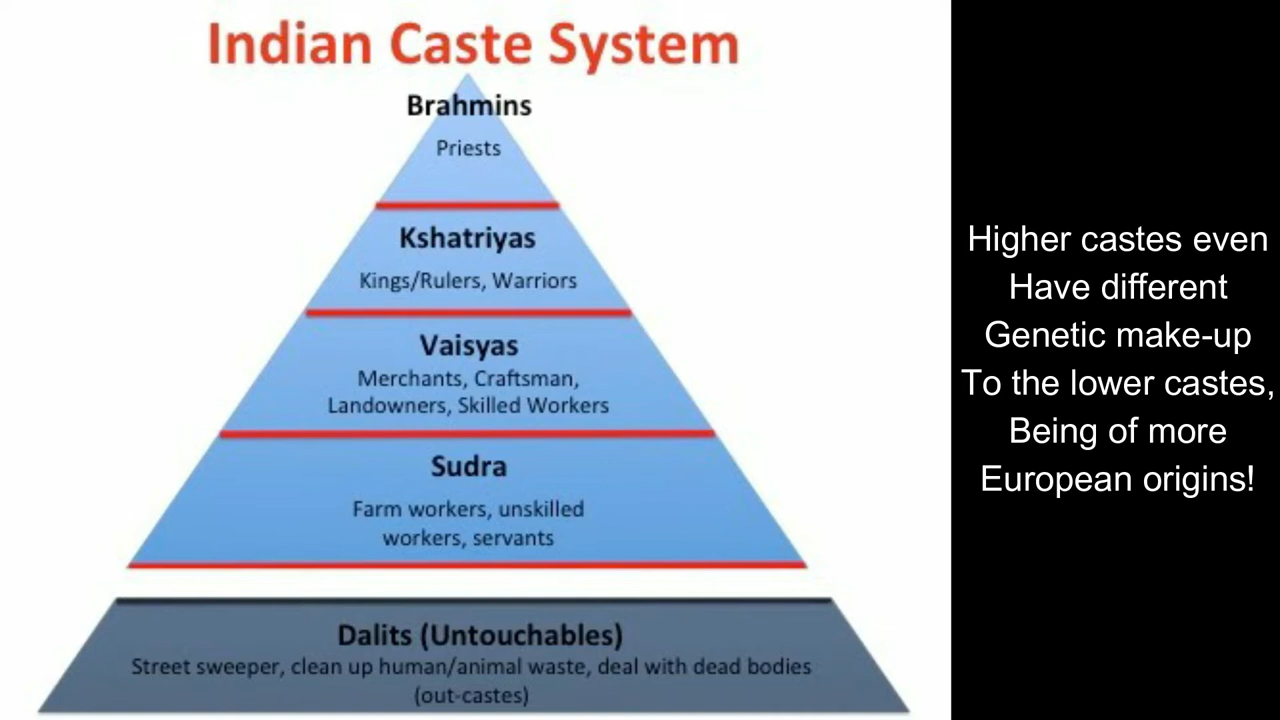 Indian Caste System
Brahmins
Priests
Kshatriyas
Kings/Rulers, Warriors
Vaisyas
Merchants, Craftsman,
Landowners, Skilled Workers
Sudra
Farm workers, unskilled
workers, servants
Dalits (Untouchables)
Street sweeper, clean up human/animal waste, deal with dead bodies
(out-castes)
Higher castes even
Have different
Genetic make-up
To the lower castes,
Being of more
European origins!